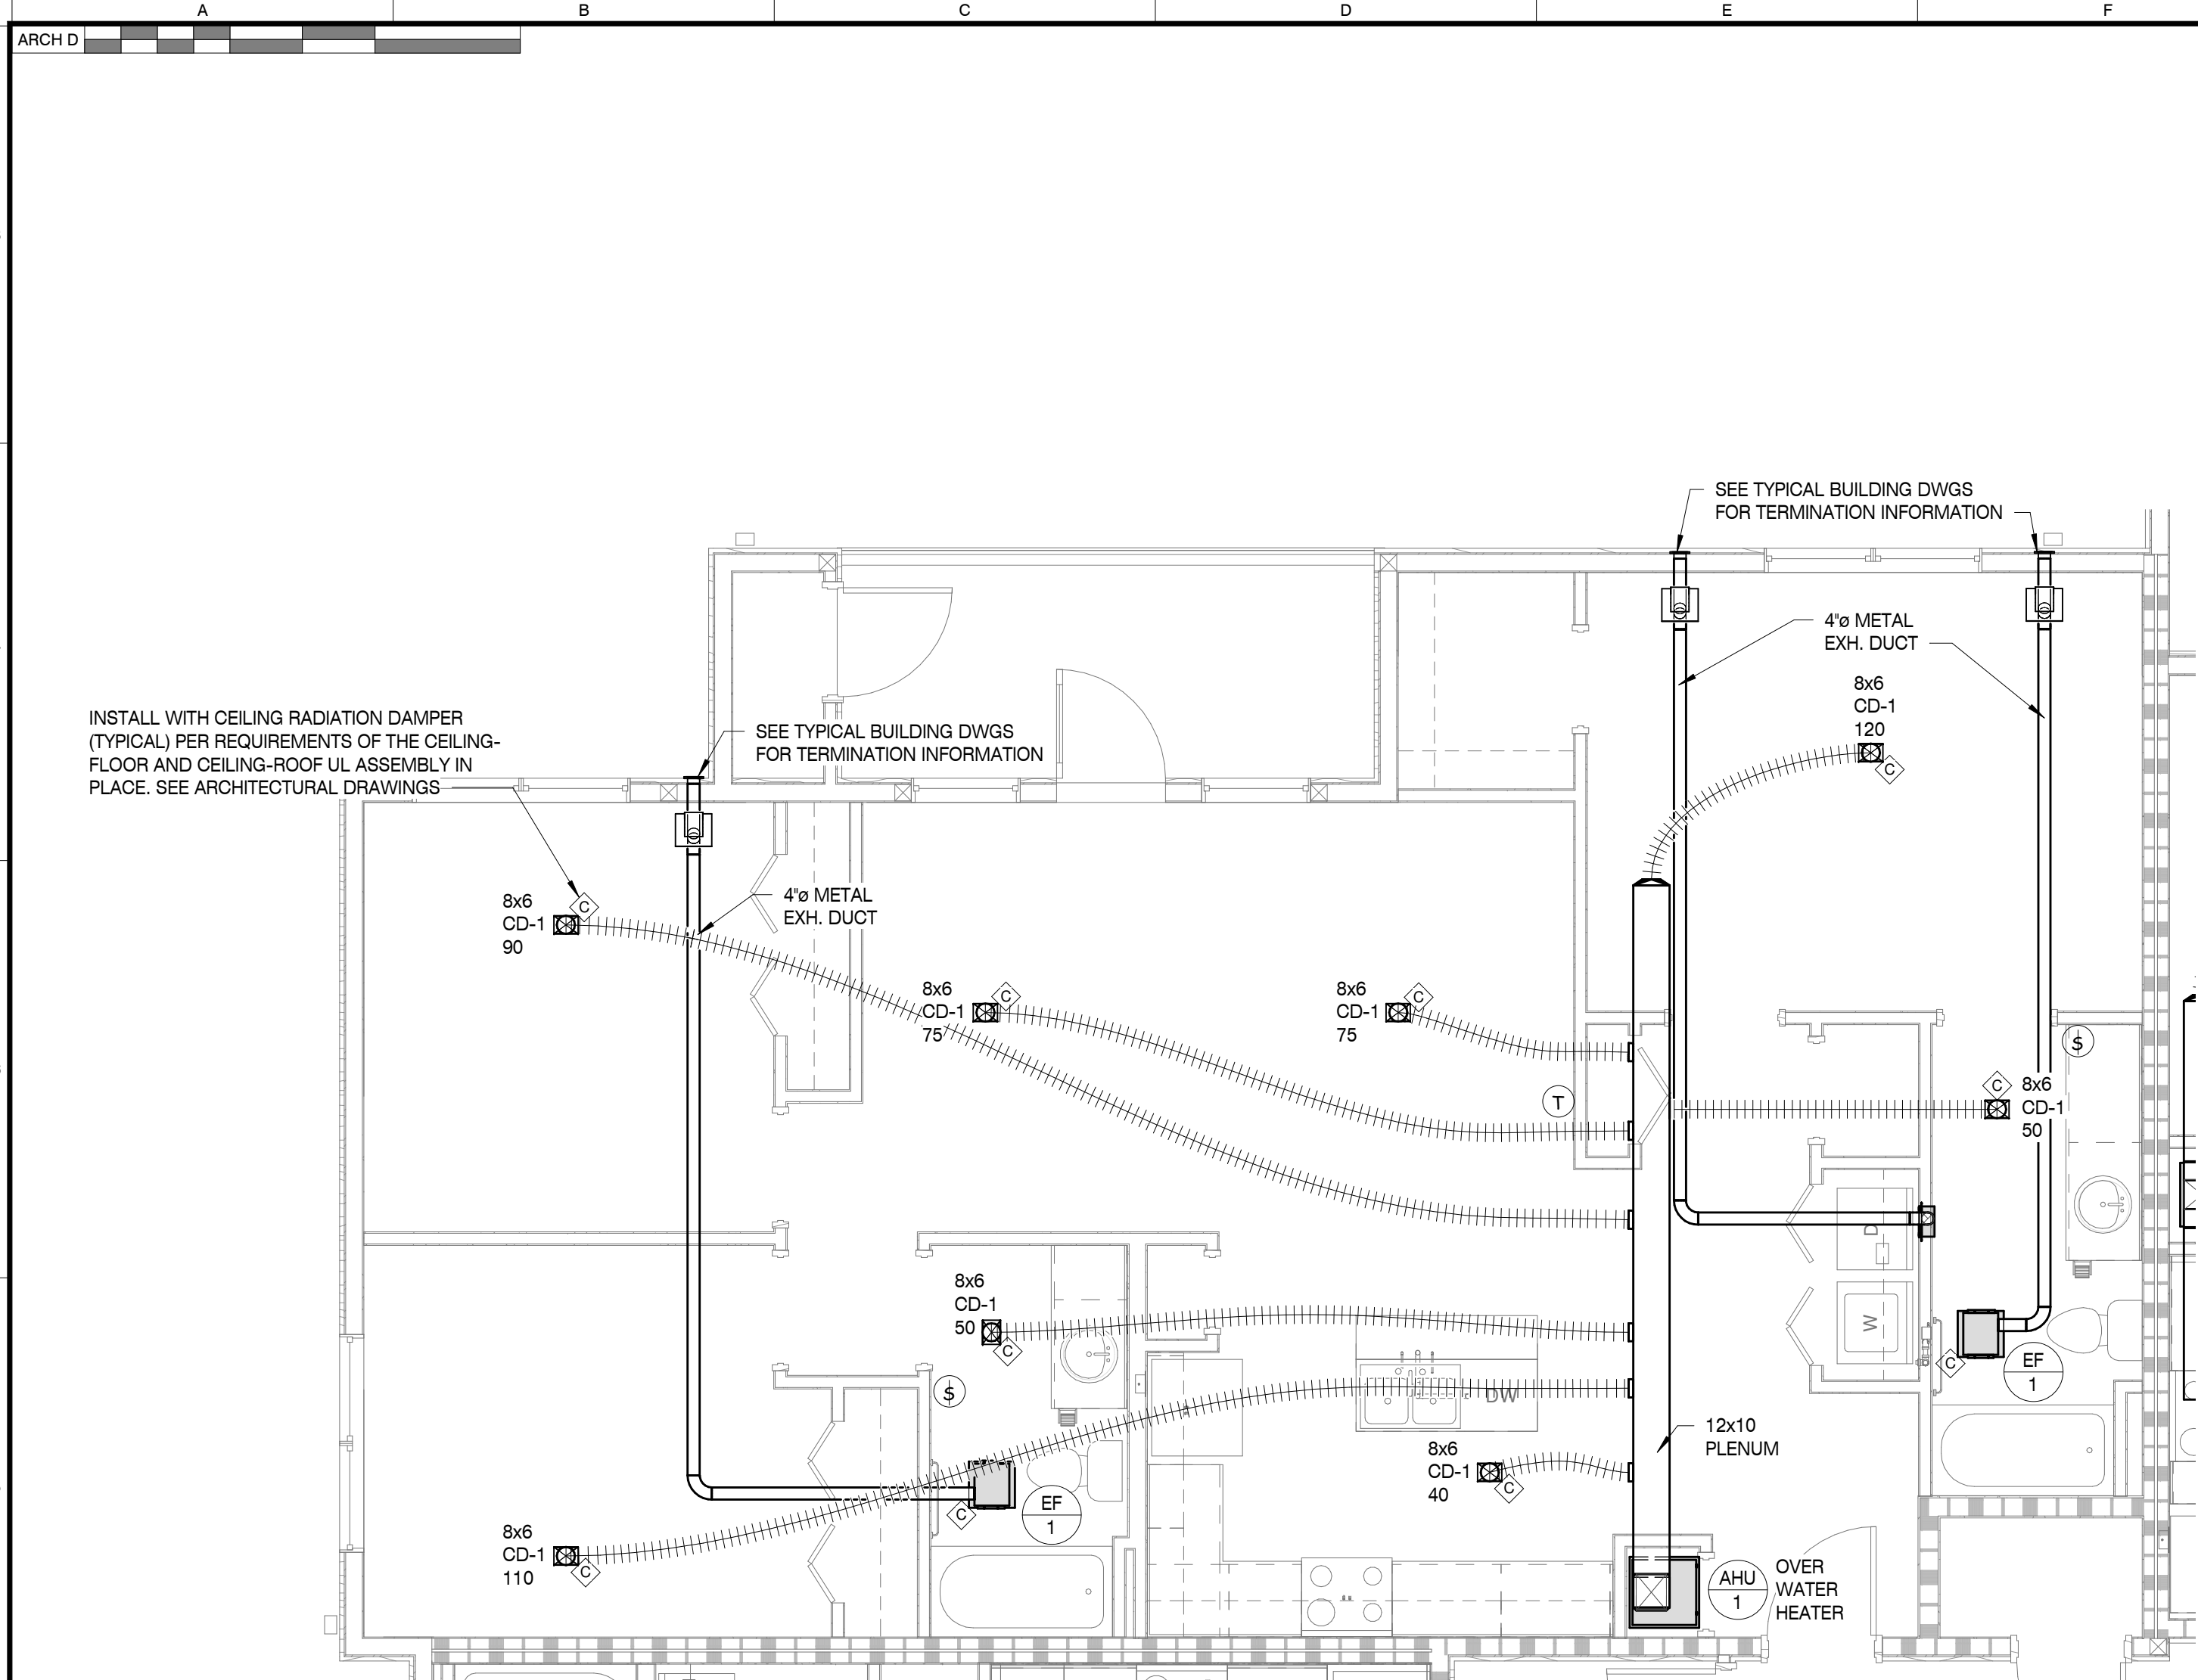 A
B
C
D
E
F
ARCH D
SEE TYPICAL BUILDING DWGS
FOR TERMINATION INFORMATION
4"ø METAL
EXH. DUCT
8x6
CD-1
120
C
INSTALL WITH CEILING RADIATION DAMPER
(TYPICAL) PER REQUIREMENTS OF THE CEILING-
FLOOR AND CEILING-ROOF UL ASSEMBLY IN
PLACE. SEE ARCHITECTURAL DRAWINGS
SEE TYPICAL BUILDING DWGS
FOR TERMINATION INFORMATION
8x6
CD-1
90
C
4"ø METAL
EXH. DUCT
8x6
CD-1
75
C
8x6
CD-1
75
C
$
T
C
8x6
CD-1
50
D
W
8x6
CD-1
50
C
C
EF
1
$
DW
12x10
PLENUM
8x6
CD-1
40
C
C
EF
1
8x6
CD-1
110
C
AHU
1
OVER
WATER
HEATER